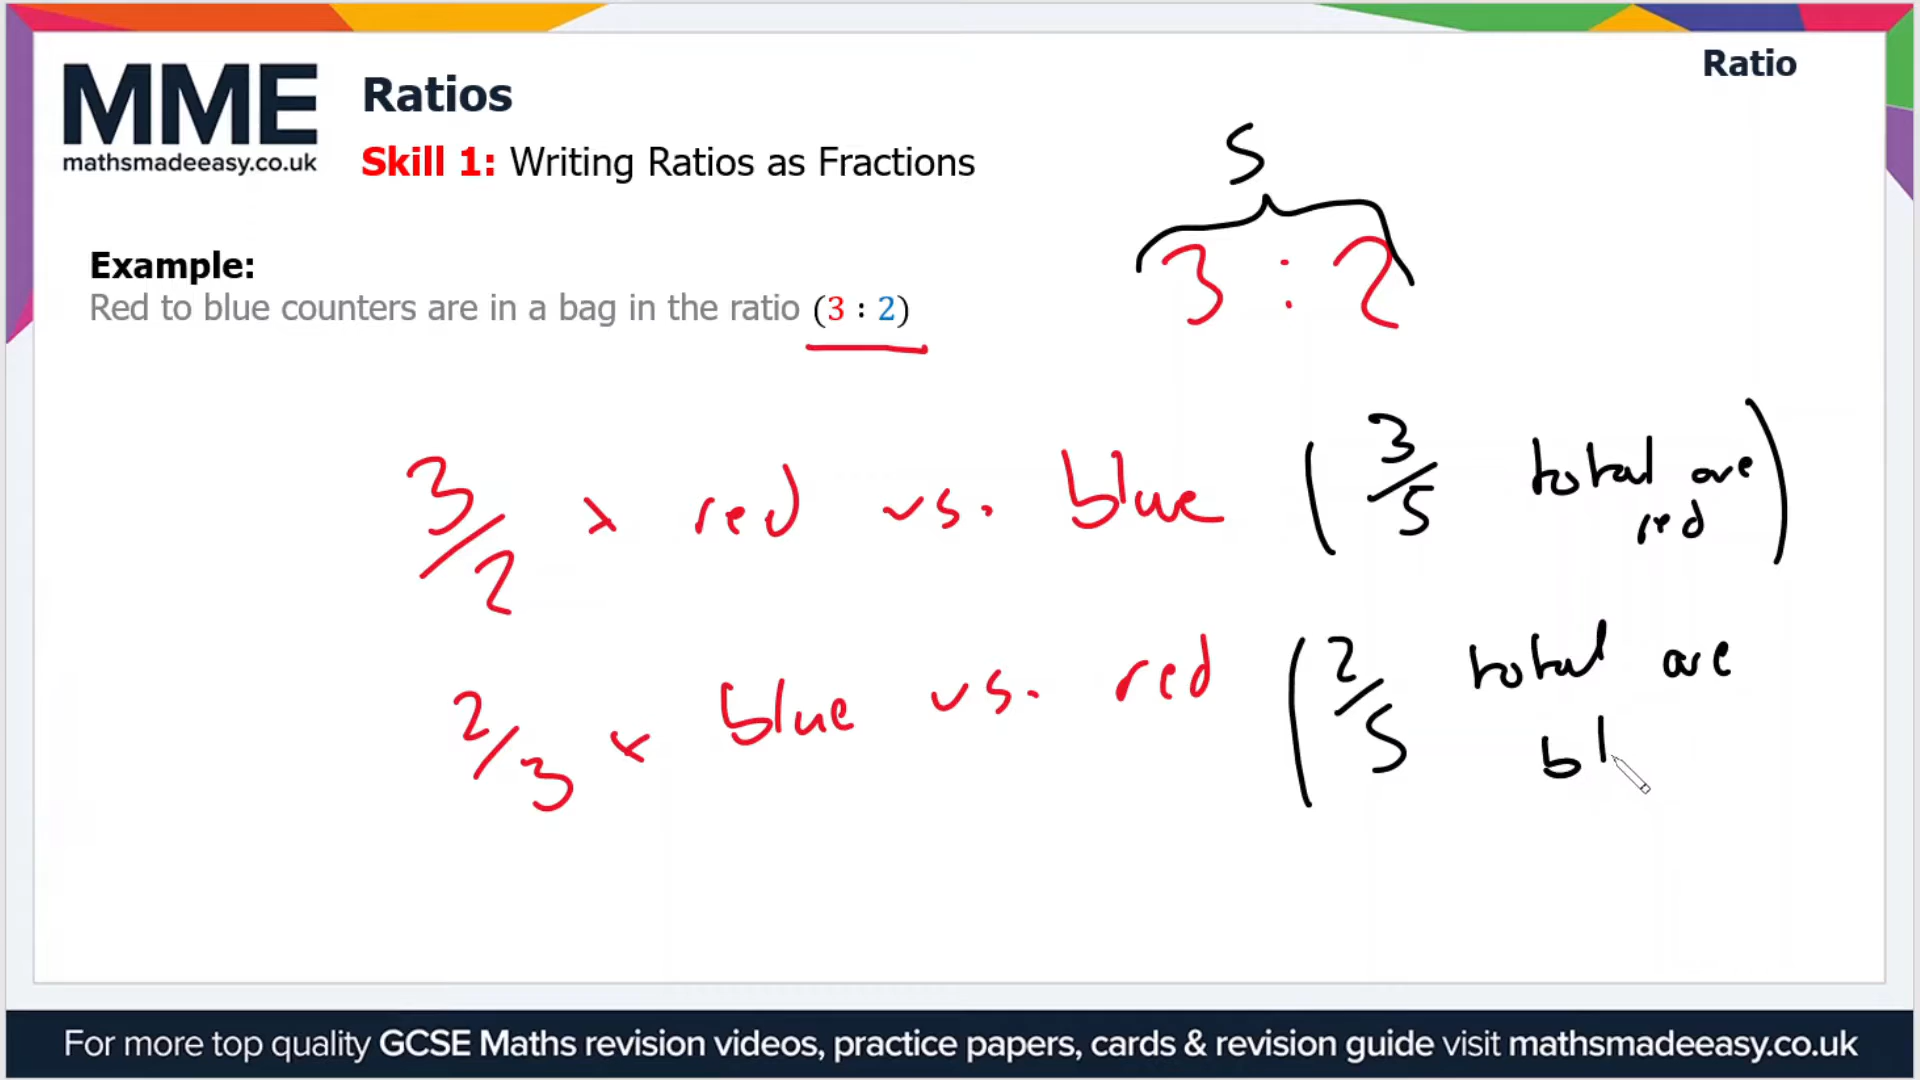 Ratio
MME
mathsmadeeasy.co.uk
Ratios
Skill 1: Writing Ratios as Fractions
5
3 : 2
Example:
Red to blue counters are in a bag in the ratio (3 : 2)
3/2 x red vs. blue (3/5 total are
red)
2/3 x blue vs. red (2/5 total are
bl
For more top quality GCSE Maths revision videos, practice papers, cards & revision guide visit mathsmadeeasy.co.uk